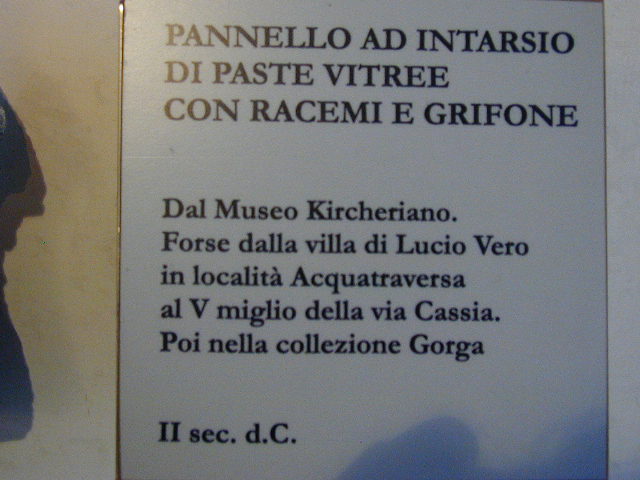 PANNELLO AD INTARSIO
DI PASTE VITREE
CON RACEMI E GRIFONE
Dal Museo Kircheriano.
Forse dalla villa di Lucio Vero
in località Acquatraversa
al V miglio della via Cassia.
Poi nella collezione Gorga
II sec. d.C.